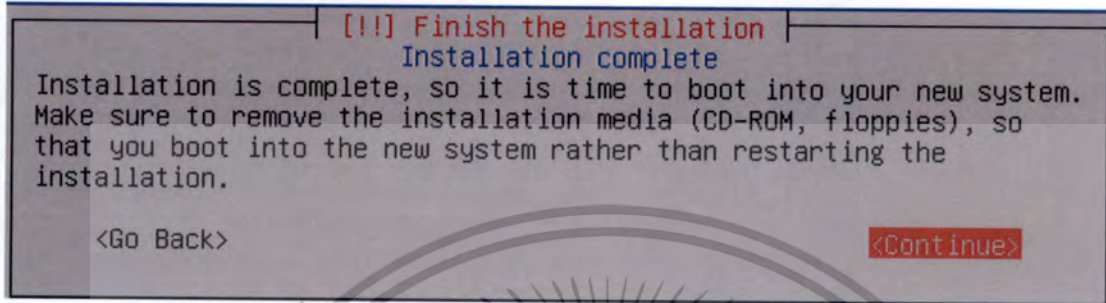 [!!] Finish the installation
Installation complete
Installation is complete, so it is time to boot into your new system.
Make sure to remove the installation media (CD-ROM, floppies), so
that you boot into the new system rather than restarting the
installation.
<Go Back> <Continue>